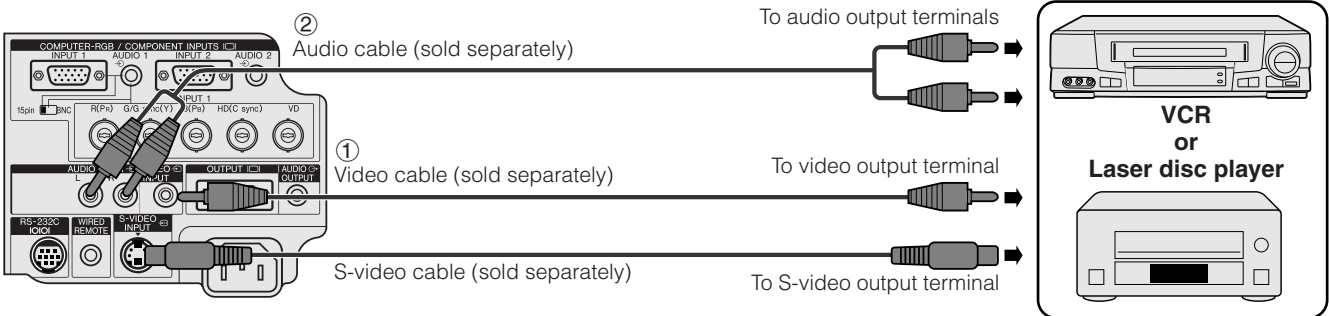 ②
Audio cable (sold separately)
To audio output terminals
COMPUTER-RGB / COMPONENT INPUTS
INPUT 1 AUDIO 1 INPUT 2 AUDIO 2
INPUT 1
15pin BNC R(PR) G/G sync(Y) (PB) HD(C sync) VD
VCR
or
Laser disc player
①
Video cable (sold separately)
To video output terminal
AUDIO
L R
INPUT
OUTPUT
AUDIO
OUTPUT
RS-232C
WIRED
REMOTE
S-VIDEO
INPUT
S-video cable (sold separately)
To S-video output terminal